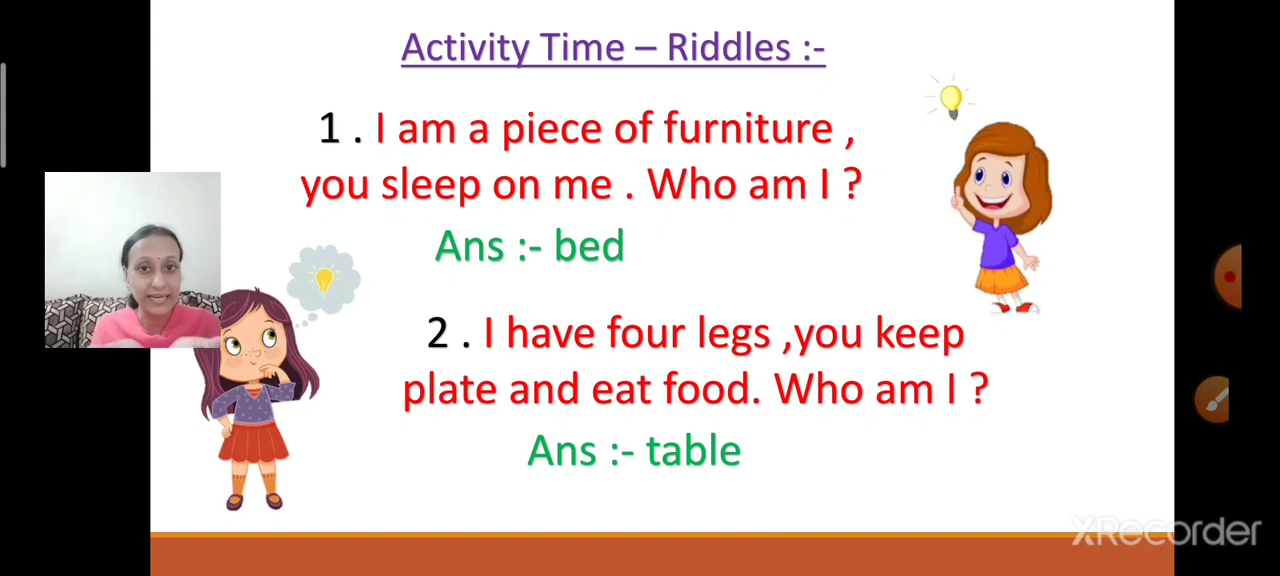 Activity Time – Riddles :-
1 . I am a piece of furniture ,
you sleep on me . Who am I ?
Ans :- bed
2 . I have four legs ,you keep
plate and eat food. Who am I ?
Ans :- table
XRecorder